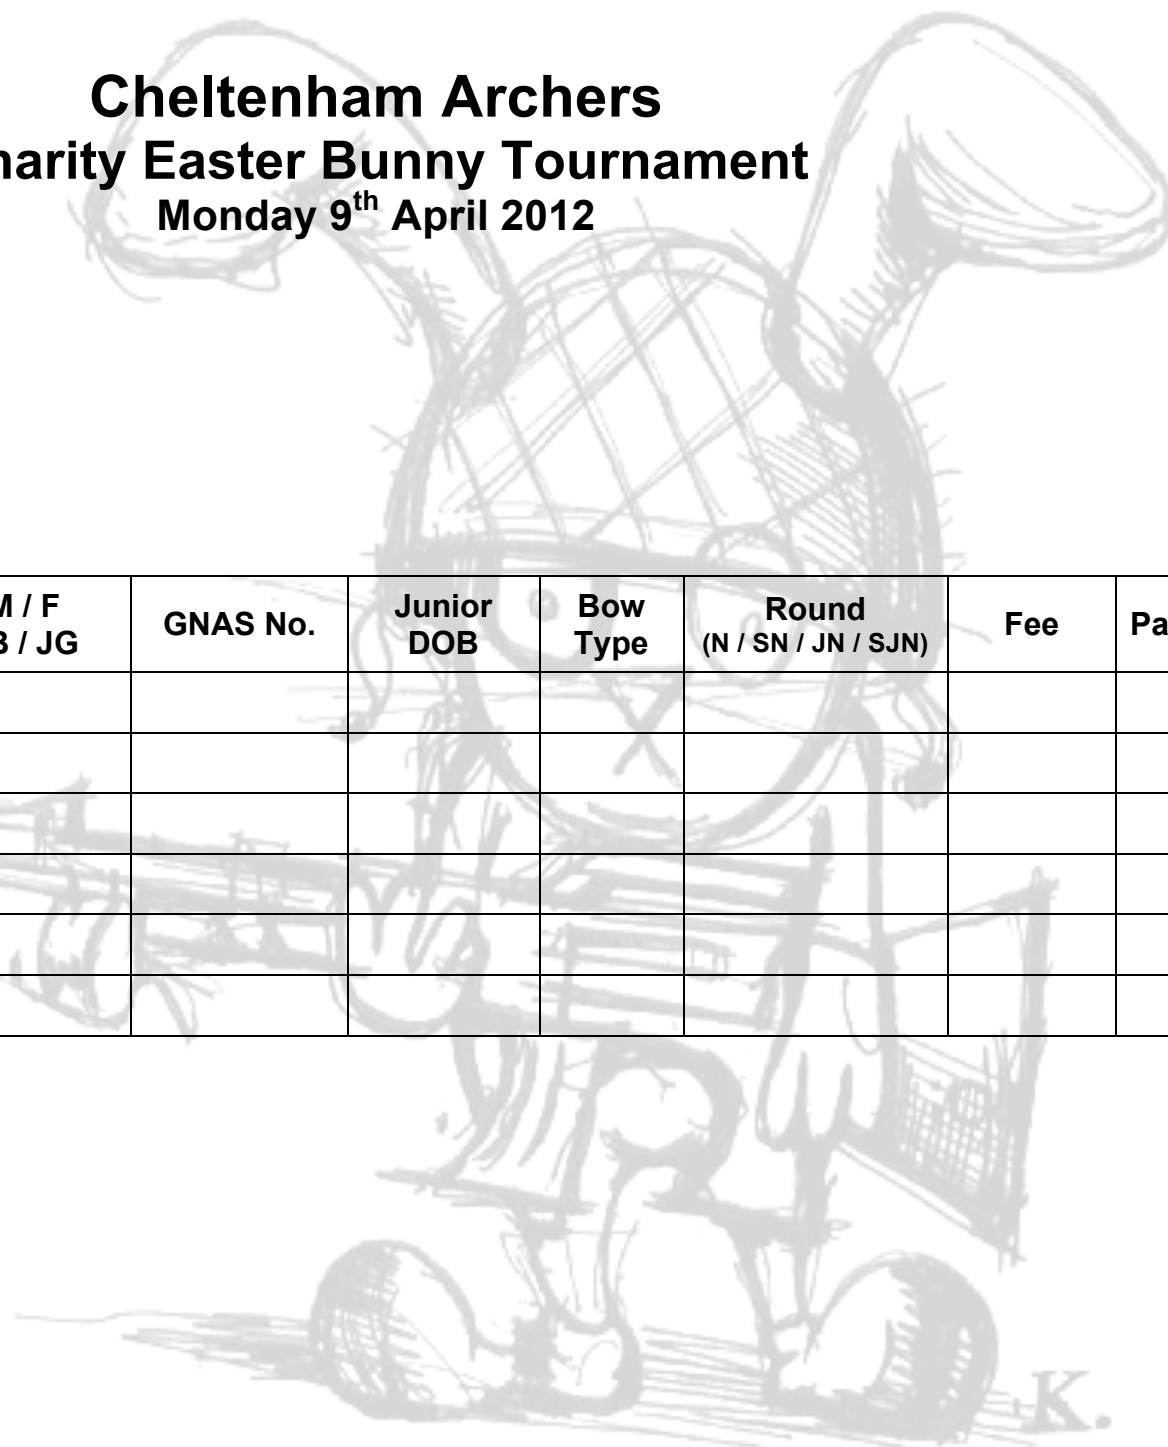 Cheltenham Archers
harity Easter Bunny Tournament
Monday 9th April 2012
M / F
B / JG
GNAS No.
Junior
DOB
Bow
Type
Round
(N / SN / JN / SJN)
Fee
Pa
K.